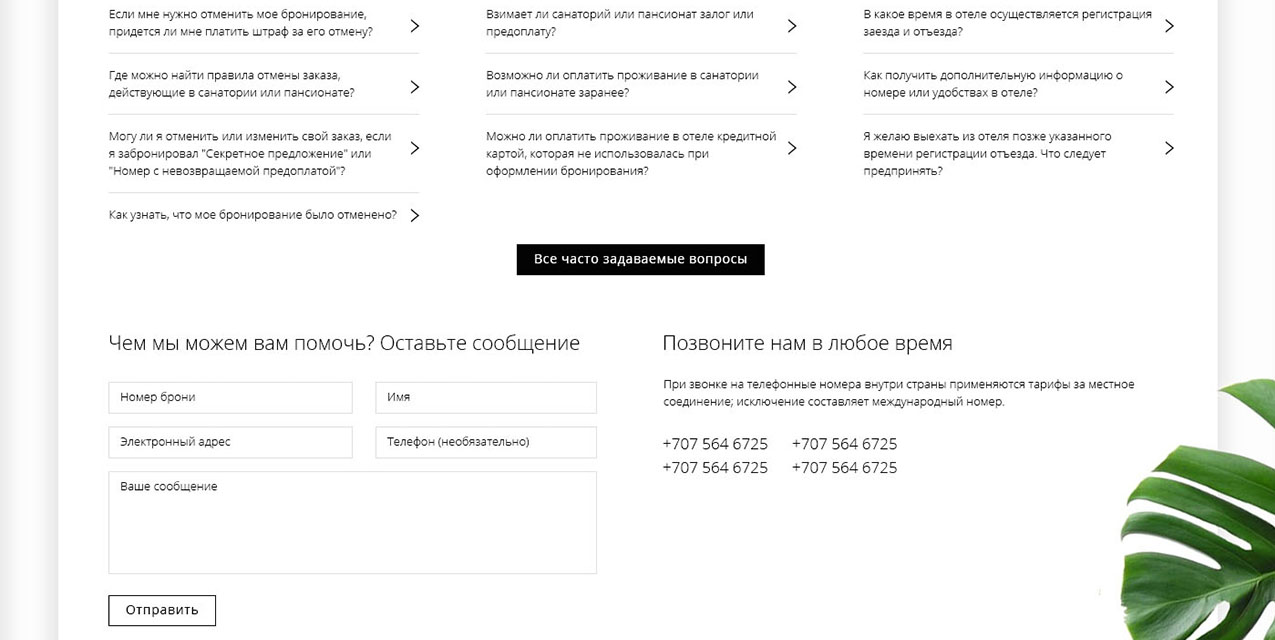 Если мне нужно отменить мое бронирование,
придется ли мне платить штраф за его отмену?
Взимает ли санаторий или пансионат залог или
предоплату?
В какое время в отеле осуществляется регистрация
заезда и отъезда?
Где можно найти правила отмены заказа,
действующие в санатории или пансионате?
Возможно ли оплатить проживание в санатории
или пансионате заранее?
Как получить дополнительную информацию о
номере или удобствах в отеле?
Могу ли я отменить или изменить свой заказ, если
я забронировал "Секретное предложение" или
"Номер с невозвращаемой предоплатой"?
Можно ли оплатить проживание в отеле кредитной
картой, которая не использовалась при
оформлении бронирования?
Я желаю выехать из отеля позже указанного
времени регистрации отъезда. Что следует
предпринять?
Как узнать, что мое бронирование было отменено?
Все часто задаваемые вопросы
Чем мы можем вам помочь? Оставьте сообщение
Номер брони
Имя
Электронный адрес
Телефон (необязательно)
Ваше сообщение
Отправить
Позвоните нам в любое время
При звонке на телефонные номера внутри страны применяются тарифы за местное
соединение; исключение составляет международный номер.
+707 564 6725 +707 564 6725
+707 564 6725 +707 564 6725